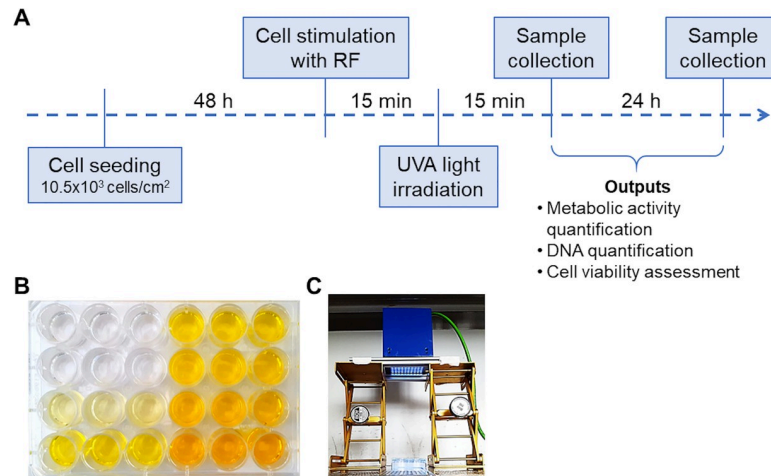 A
Cell stimulation
with RF
Sample
collection
Sample
collection
48 h
15 min
15 min
24 h
Cell seeding
10.5x10³ cells/cm²
UVA light
irradiation
Outputs
• Metabolic activity
quantification
• DNA quantification
• Cell viability assessment
B
C